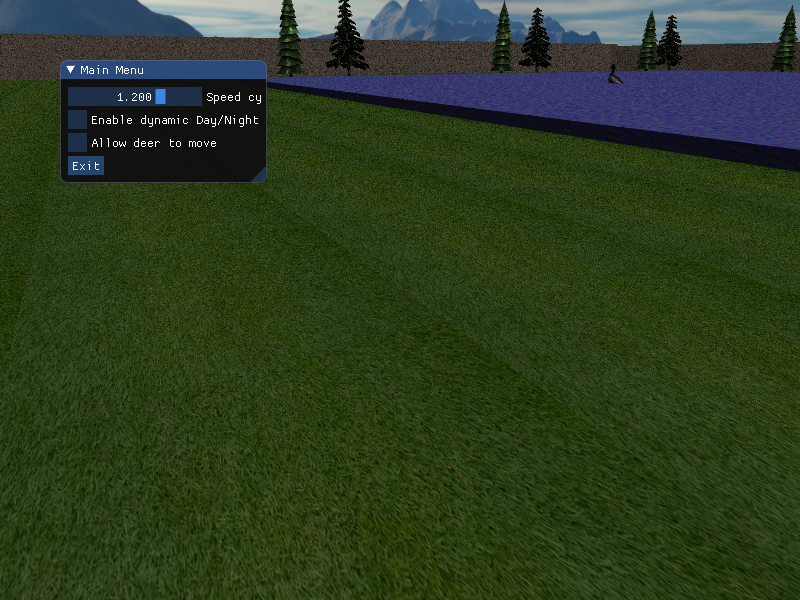 Main Menu
1.200 Speed cy
Enable dynamic Day/Night
Allow deer to move
Exit